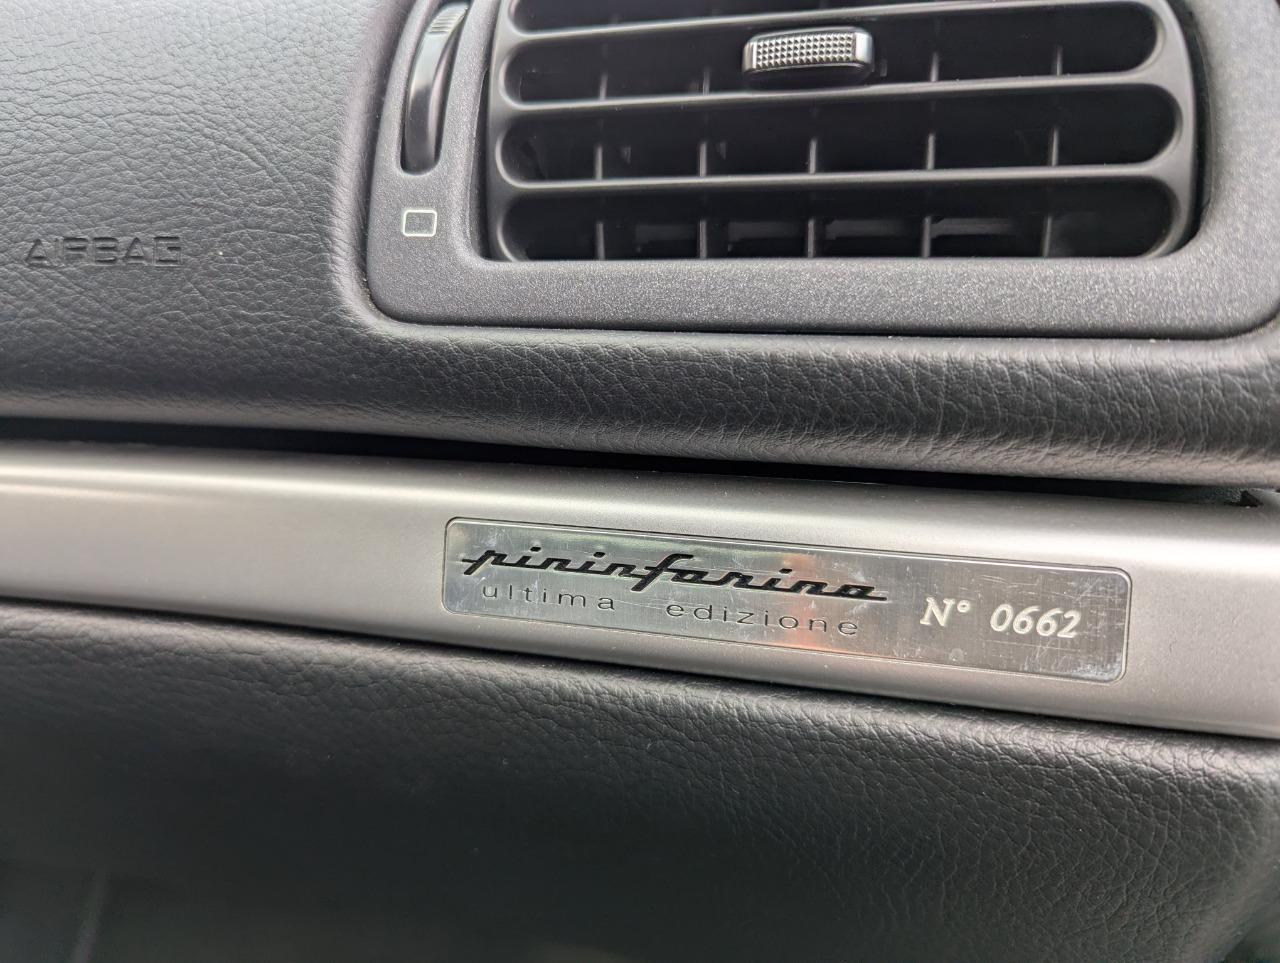 AIRBAG
pininfarina
ultima edizione
N° 0662